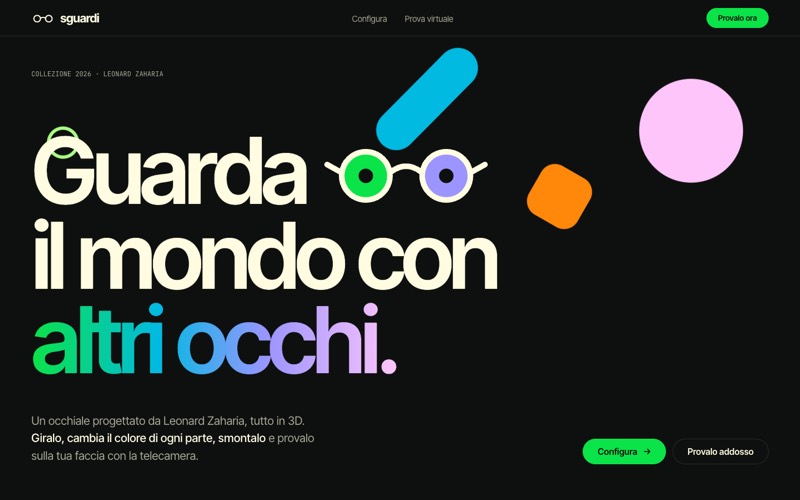 sguardi
Configura
Prova virtuale
Provalo ora
COLLEZIONE 2026 · LEONARD ZAHARIA
Guarda
il mondo con
altri occhi.
Un occhiale progettato da Leonard Zaharia, tutto in 3D.
Giralo, cambia il colore di ogni parte, smontalo e provalo
sulla tua faccia con la telecamera.
Configura →
Provalo addosso